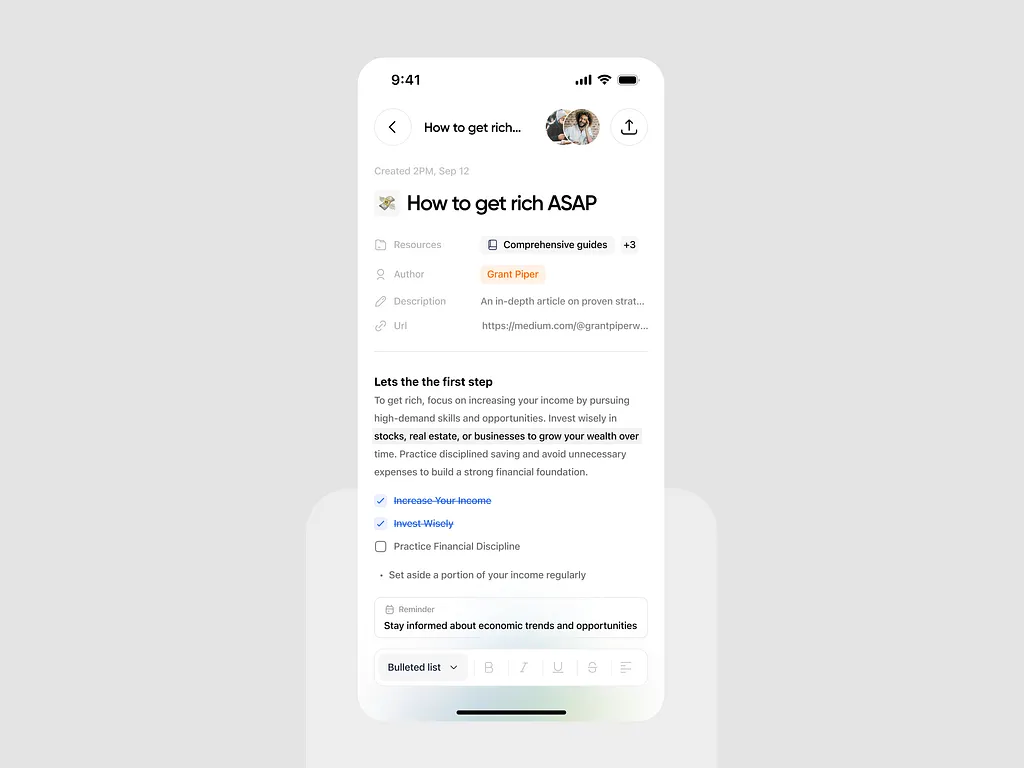 9:41
How to get rich...
Created 2PM, Sep 12
How to get rich ASAP
Resources Comprehensive guides +3
Author Grant Piper
Description An in-depth article on proven strat...
Url https://medium.com/@grantpiperw...
Lets the the first step
To get rich, focus on increasing your income by pursuing
high-demand skills and opportunities. Invest wisely in
stocks, real estate, or businesses to grow your wealth over
time. Practice disciplined saving and avoid unnecessary
expenses to build a strong financial foundation.
Increase Your Income
Invest Wisely
Practice Financial Discipline
• Set aside a portion of your income regularly
Reminder
Stay informed about economic trends and opportunities
Bulleted list B I U S